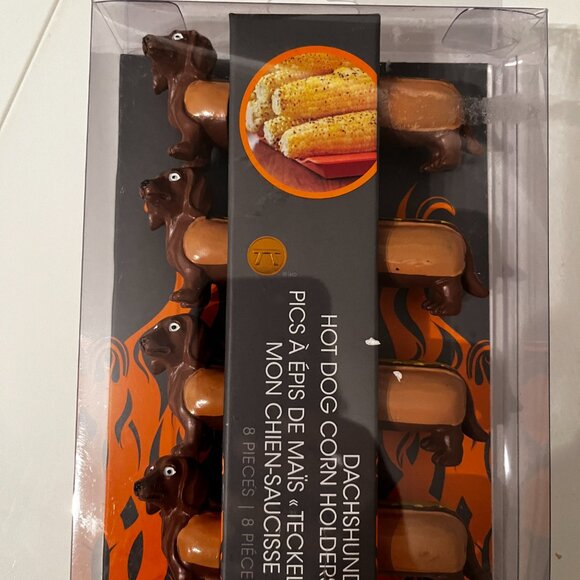 DACHSHUND
HOT DOG CORN HOLDERS
PICS À ÉPIS DE MAÏS « TECKEL
MON CHIEN-SAUCISSE
8 PIECES | 8 PIÈCE